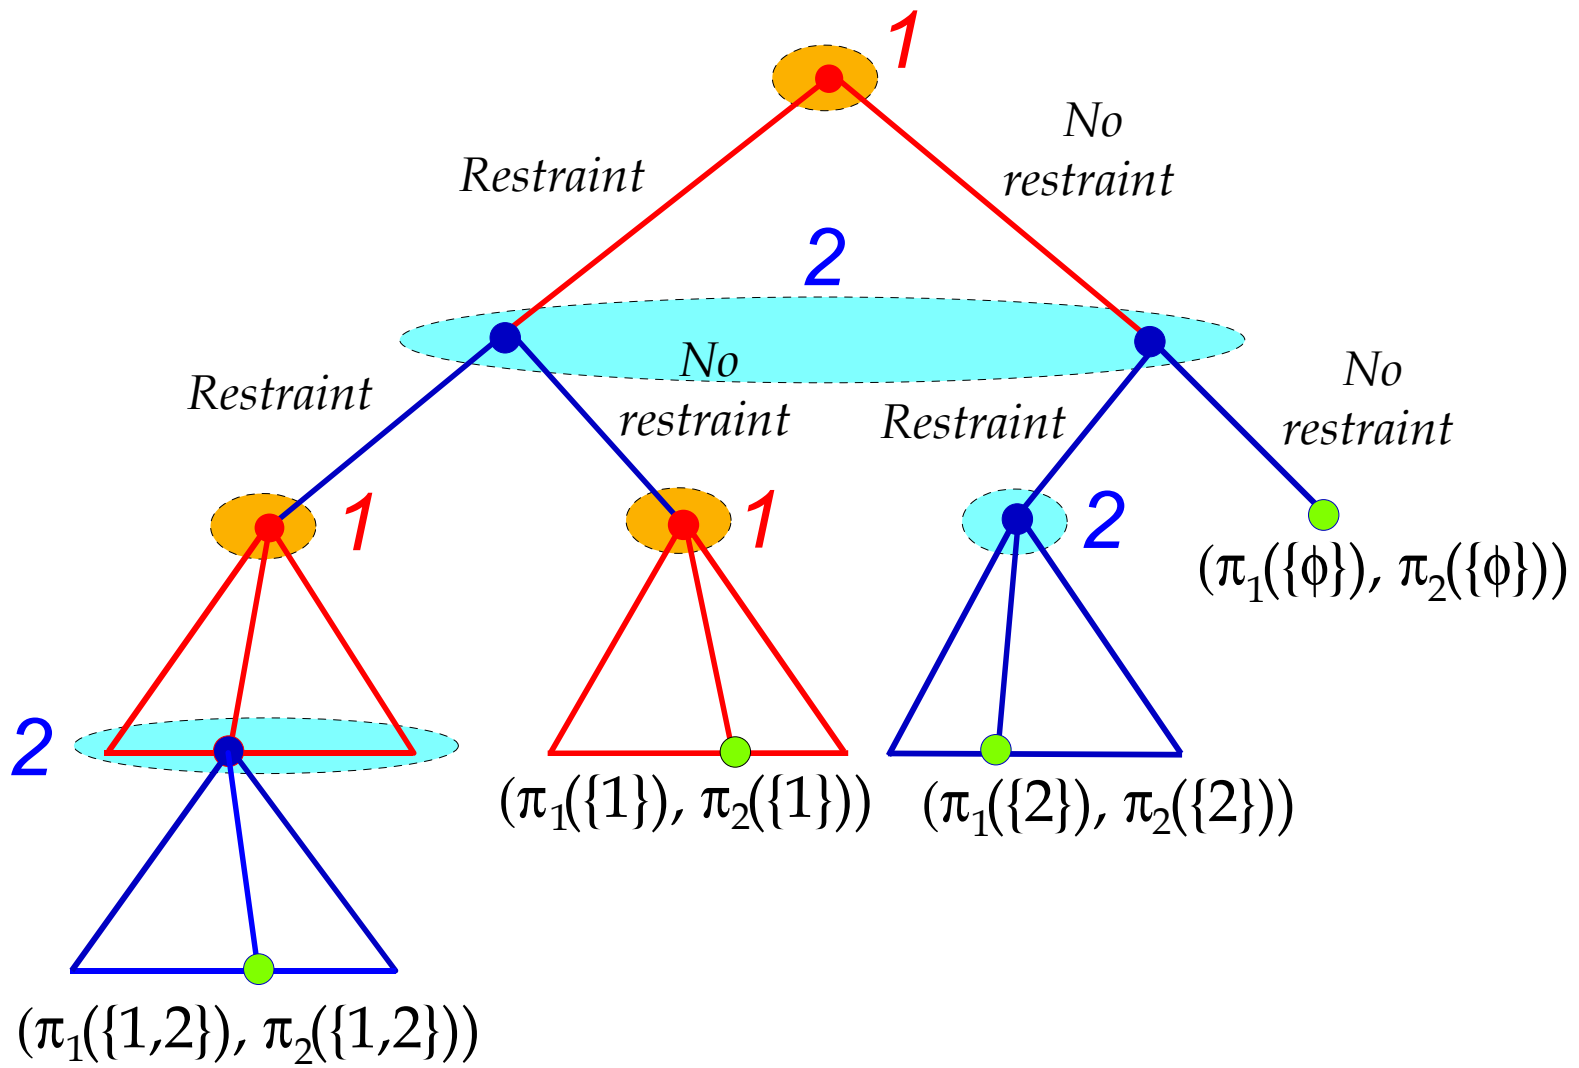 1
No
restraint
Restraint
2
No
restraint
Restraint
Restraint
No
restraint
1
1
2
(π1({ϕ}), π2({ϕ}))
2
(π1({1}), π2({1}))
(π1({2}), π2({2}))
(π1({1,2}), π2({1,2}))